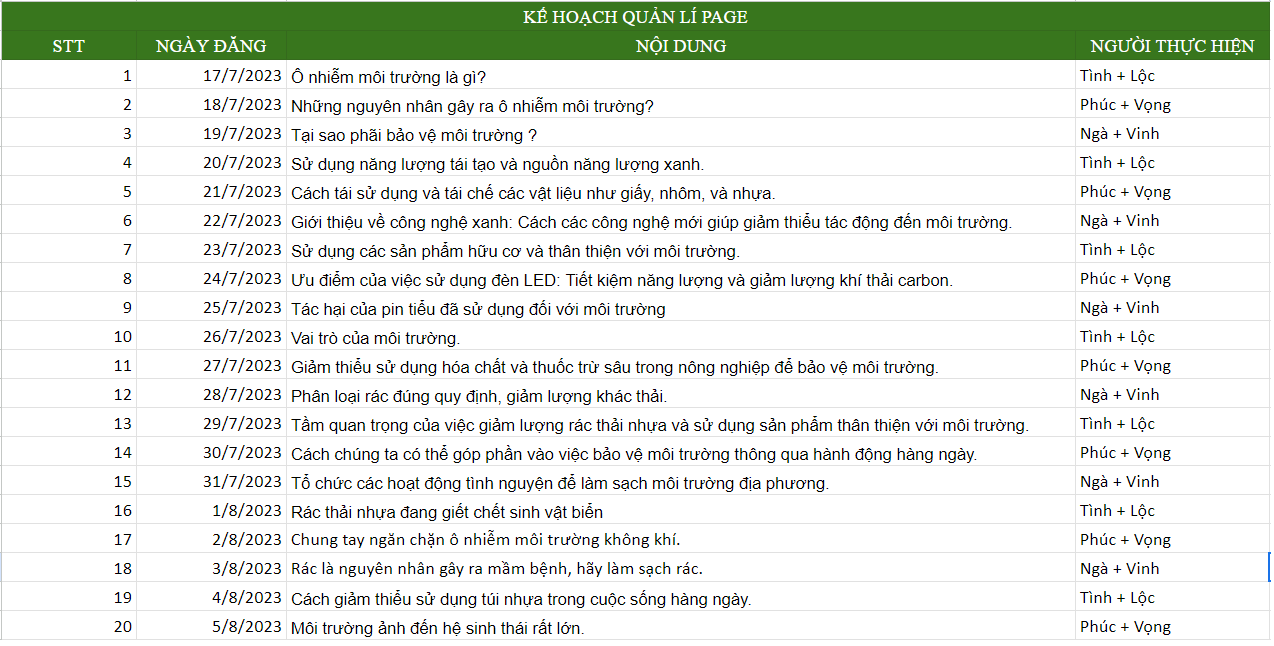 KẾ HOẠCH QUẢN LÍ PAGE
STT NGÀY ĐĂNG NỘI DUNG NGƯỜI THỰC HIỆN
1 17/7/2023 Ô nhiễm môi trường là gì? Tình + Lộc
2 18/7/2023 Những nguyên nhân gây ra ô nhiễm môi trường? Phúc + Vọng
3 19/7/2023 Tại sao phãi bảo vệ môi trường ? Ngà + Vinh
4 20/7/2023 Sử dụng năng lượng tái tạo và nguồn năng lượng xanh. Tình + Lộc
5 21/7/2023 Cách tái sử dụng và tái chế các vật liệu như giấy, nhôm, và nhựa. Phúc + Vọng
6 22/7/2023 Giới thiệu về công nghệ xanh: Cách các công nghệ mới giúp giảm thiểu tác động đến môi trường. Ngà + Vinh
7 23/7/2023 Sử dụng các sản phẩm hữu cơ và thân thiện với môi trường. Tình + Lộc
8 24/7/2023 Ưu điểm của việc sử dụng đèn LED: Tiết kiệm năng lượng và giảm lượng khí thải carbon. Phúc + Vọng
9 25/7/2023 Tác hại của pin tiểu đã sử dụng đối với môi trường Ngà + Vinh
10 26/7/2023 Vai trò của môi trường. Tình + Lộc
11 27/7/2023 Giảm thiểu sử dụng hóa chất và thuốc trừ sâu trong nông nghiệp để bảo vệ môi trường. Phúc + Vọng
12 28/7/2023 Phân loại rác đúng quy định, giảm lượng khác thải. Ngà + Vinh
13 29/7/2023 Tầm quan trọng của việc giảm lượng rác thải nhựa và sử dụng sản phẩm thân thiện với môi trường. Tình + Lộc
14 30/7/2023 Cách chúng ta có thể góp phần vào việc bảo vệ môi trường thông qua hành động hàng ngày. Phúc + Vọng
15 31/7/2023 Tổ chức các hoạt động tình nguyện để làm sạch môi trường địa phương. Ngà + Vinh
16 1/8/2023 Rác thải nhựa đang giết chết sinh vật biển Tình + Lộc
17 2/8/2023 Chung tay ngăn chặn ô nhiễm môi trường không khí. Phúc + Vọng
18 3/8/2023 Rác là nguyên nhân gây ra mầm bệnh, hãy làm sạch rác. Ngà + Vinh
19 4/8/2023 Cách giảm thiểu sử dụng túi nhựa trong cuộc sống hàng ngày. Tình + Lộc
20 5/8/2023 Môi trường ảnh đến hệ sinh thái rất lớn. Phúc + Vọng